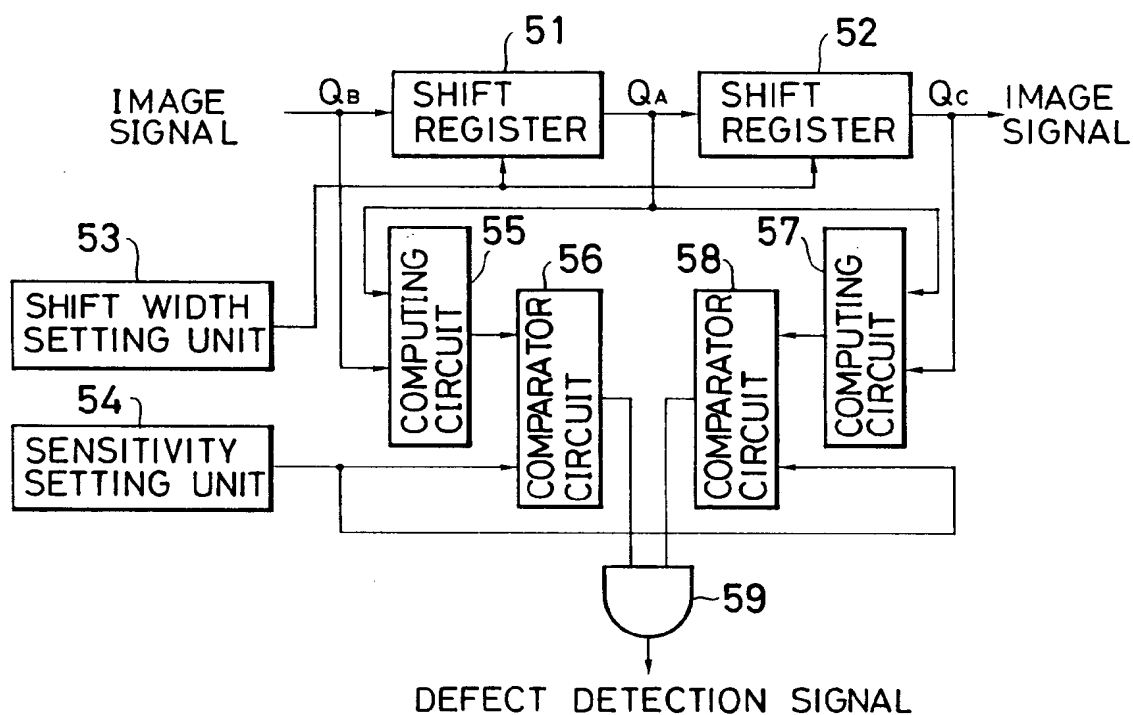 51
52
IMAGE
SIGNAL
QB
SHIFT
REGISTER
QA
SHIFT
REGISTER
QC
IMAGE
SIGNAL
53
SHIFT WIDTH
SETTING UNIT
54
SENSITIVITY
SETTING UNIT
55
COMPUTING
CIRCUIT
56
COMPARATOR
CIRCUIT
58
COMPARATOR
CIRCUIT
57
COMPUTING
CIRCUIT
59
DEFECT DETECTION SIGNAL